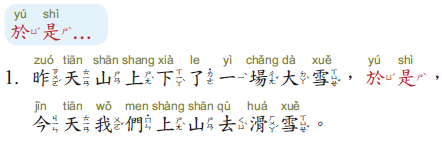 yú shì
於是…
zuó tiān shān shang xià le yì chǎng dà xuě yú shì
1. 昨天山上下了一場大雪，於是，
jīn tiān wǒ men shàng shān qù huá xuě
今天我們上山去滑雪。